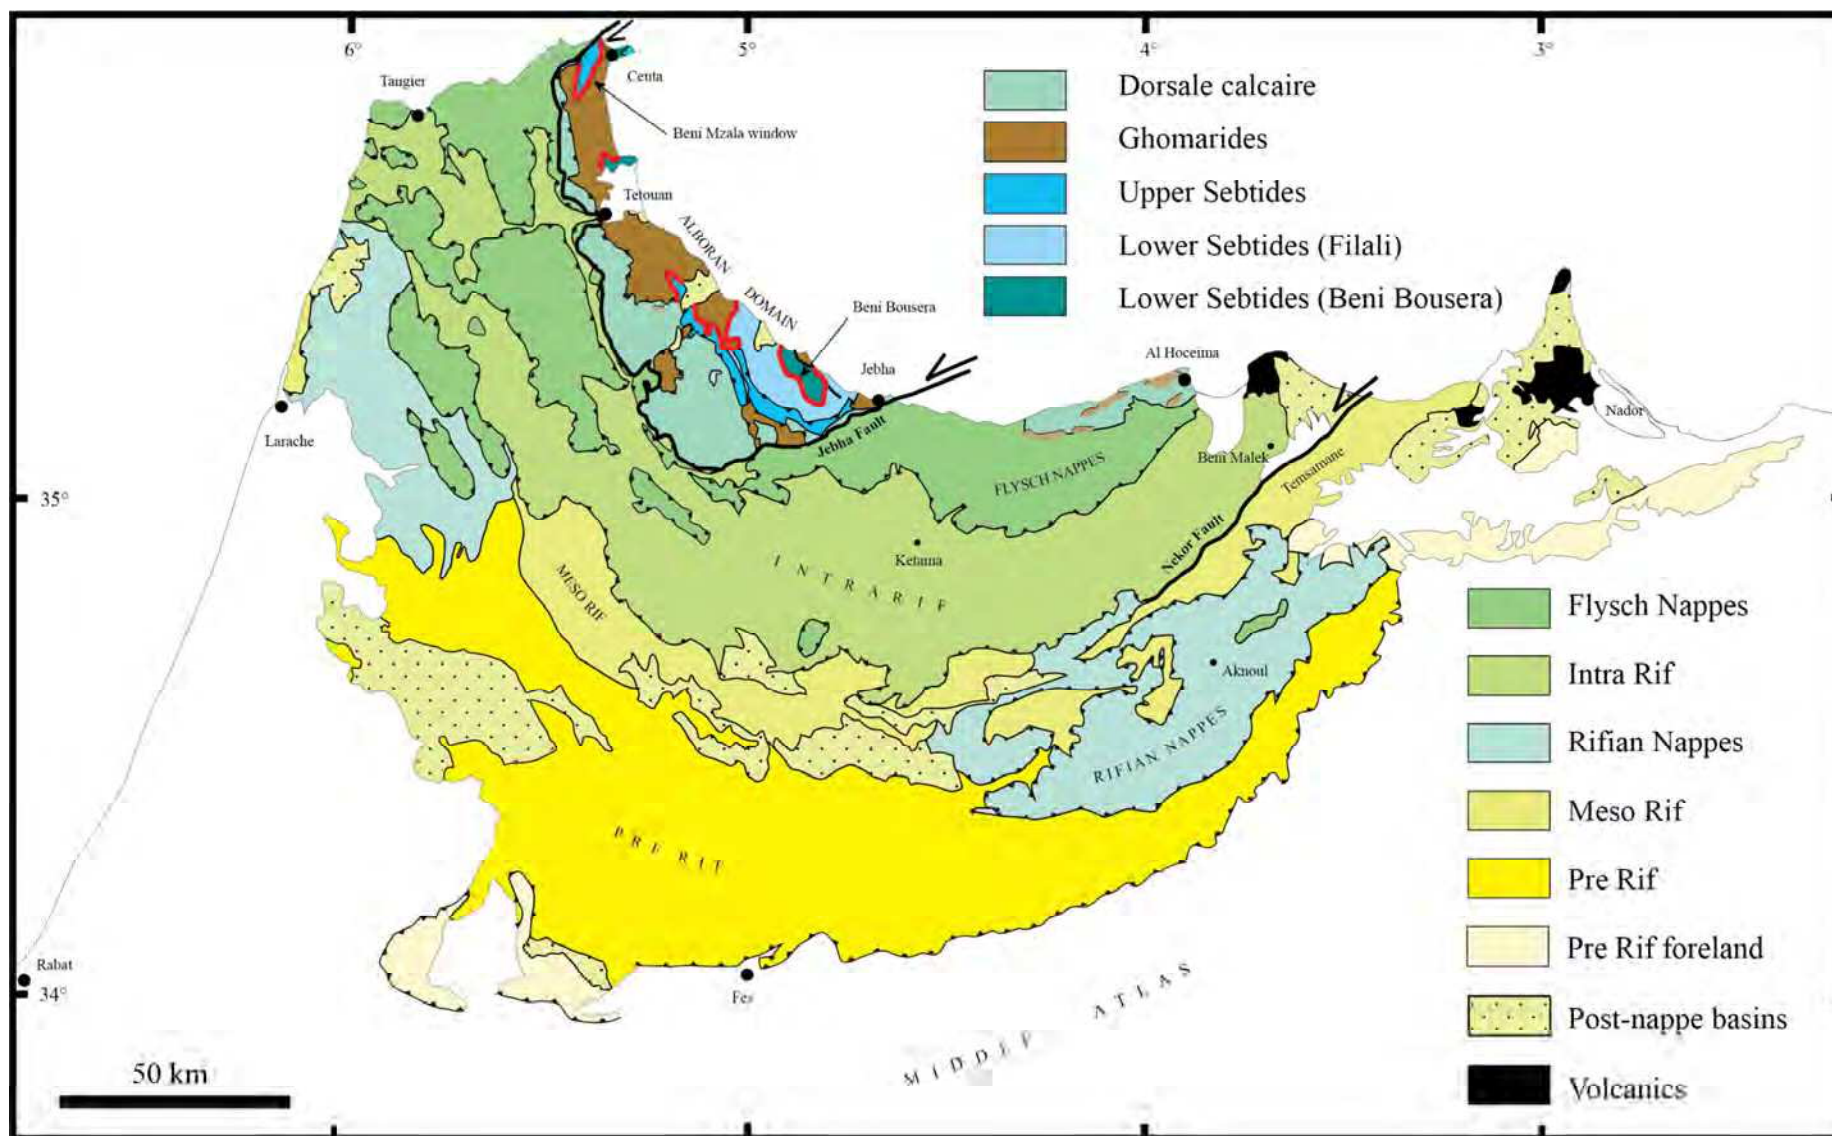 6°
5°
4°
3°
Taugier
Ceuta
Beni Mzala window
Tetouan
ALBORAN
DOMAIN
Beni Bousera
Jebha
Al Hoceima
Larache
Jebha Fault
Nador
Beni Malek
Temsamane
FLYSCH NAPPES
35°
Nekor Fault
Ketama
INTRARIF
MESO RIF
Aknoul
RIFIAN NAPPES
PRE RIF
Rabat
34°
Fes
MIDDEF ATLAS
50 km
Dorsale calcaire
Ghomarides
Upper Sebtides
Lower Sebtides (Filali)
Lower Sebtides (Beni Bousera)
Flysch Nappes
Intra Rif
Rifian Nappes
Meso Rif
Pre Rif
Pre Rif foreland
Post-nappe basins
Volcanics